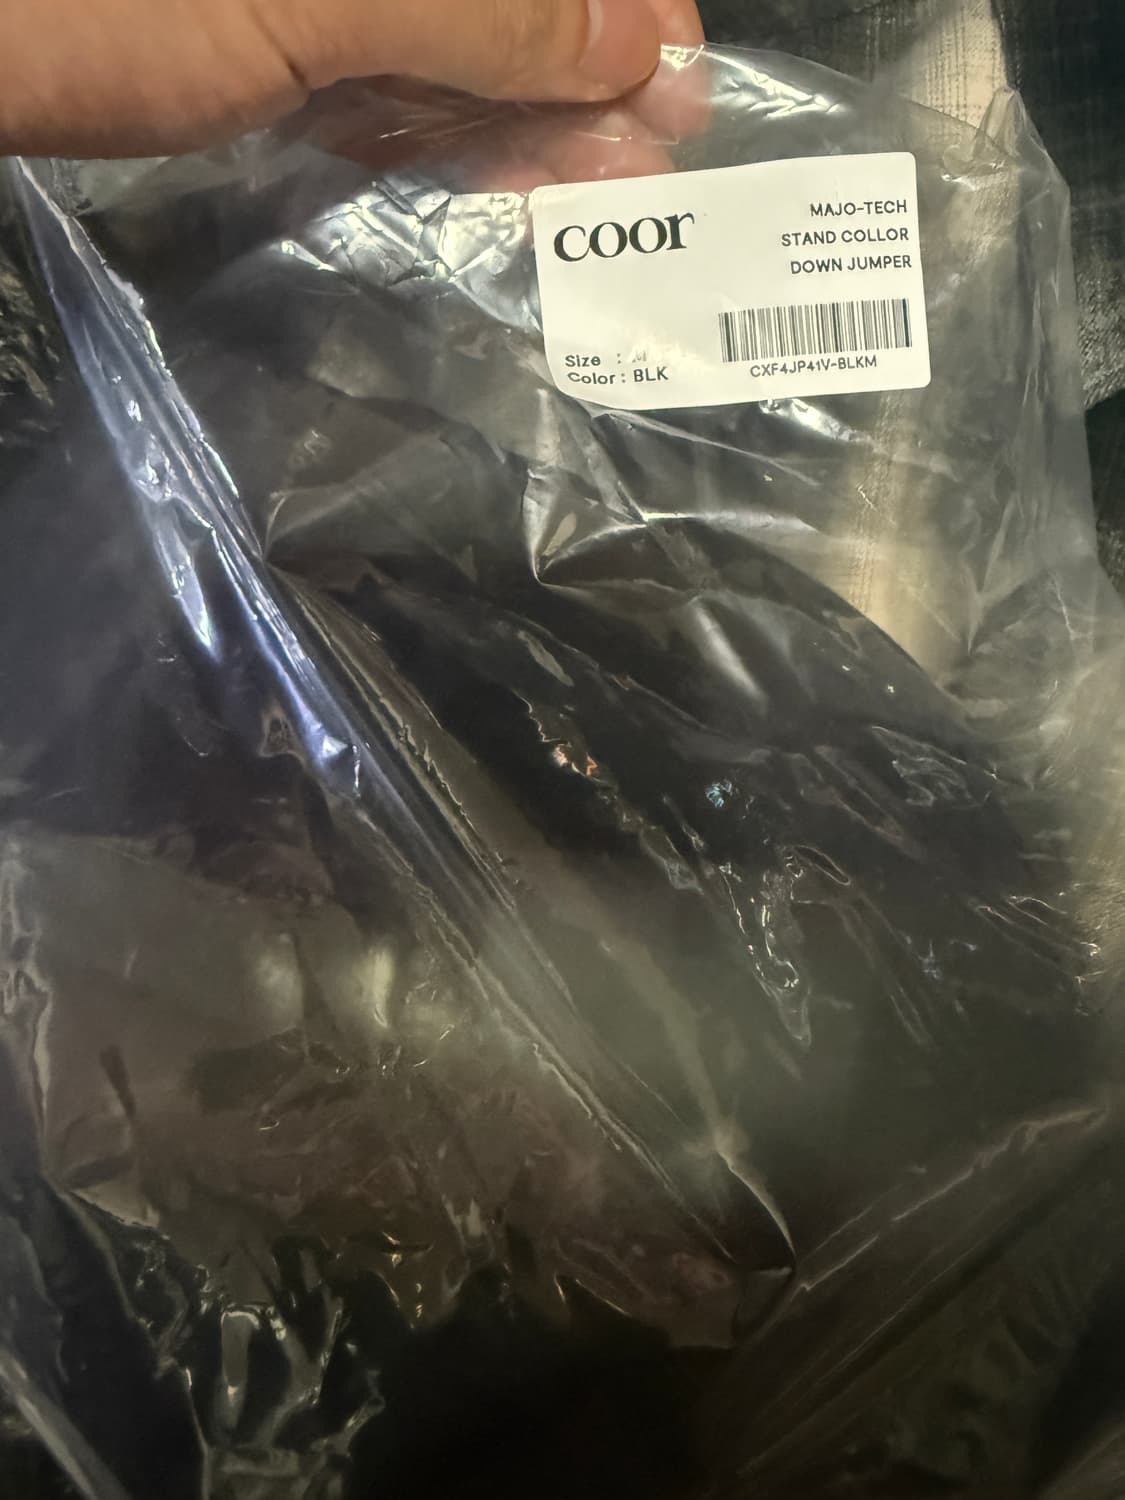 coor
MAJO-TECH
STAND COLLOR
DOWN JUMPER
Size : M
Color : BLK
CXF4JP41V-BLKM